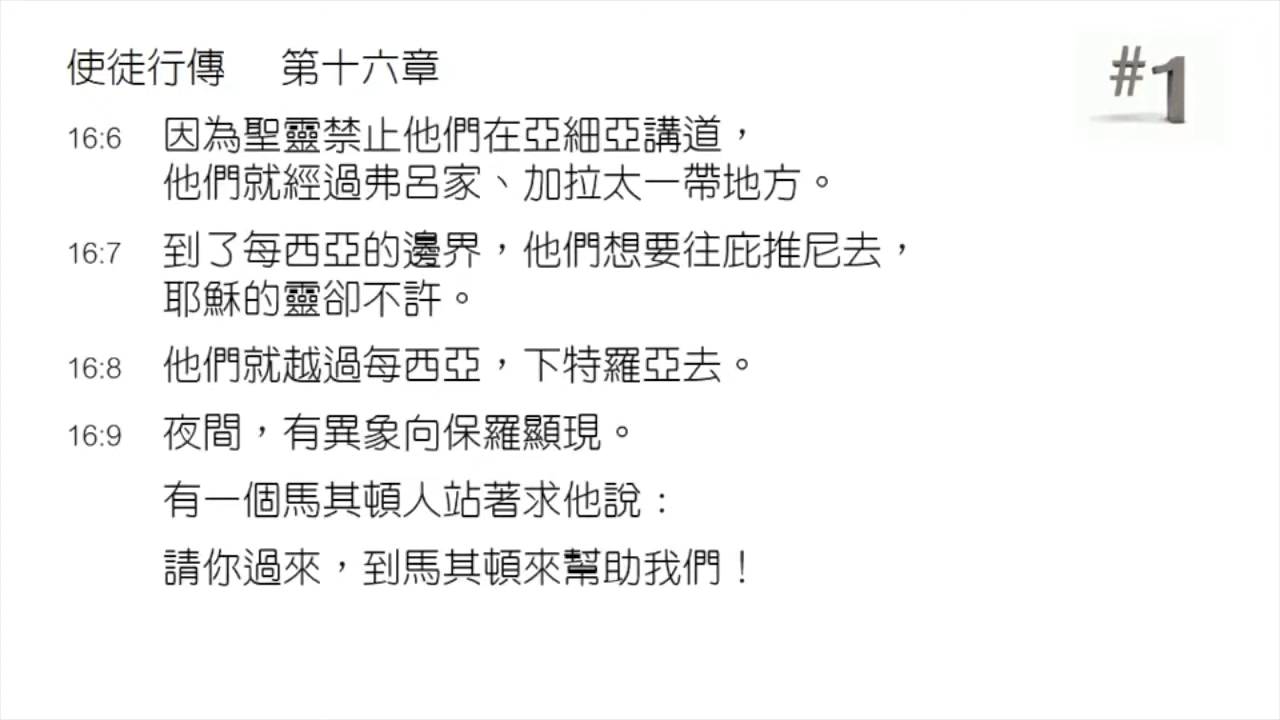 使徒行傳 第十六章
#1
16:6 因為聖靈禁止他們在亞細亞講道，
他們就經過弗呂家、加拉太一帶地方。
16:7 到了每西亞的邊界，他們想要往庇推尼去，
耶穌的靈卻不許。
16:8 他們就越過每西亞，下特羅亞去。
16:9 夜間，有異象向保羅顯現。
有一個馬其頓人站著求他說：
請你過來，到馬其頓來幫助我們！